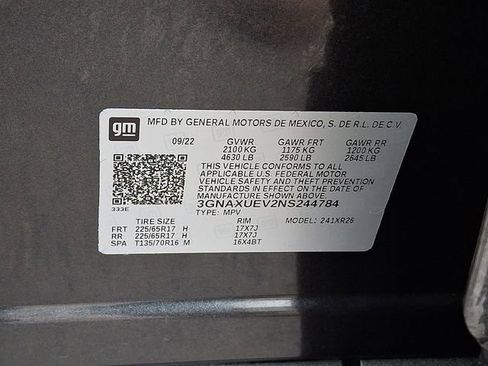 gm
MFD BY GENERAL MOTORS DE MEXICO, S. DE R.L. DE C.V.
09/22 GVWR GAWR FRT GAWR RR
2100 KG 1175 KG 1200 KG
4630 LB 2590 LB 2645 LB
THIS VEHICLE CONFORMS TO ALL
APPLICABLE U.S. FEDERAL MOTOR
VEHICLE SAFETY AND THEFT PREVENTION
STANDARDS IN EFFECT ON THE DATE OF
MANUFACTURE SHOWN ABOVE.
333E 3GNAXUEV2NS244784
TYPE: MPV
TIRE SIZE RIM MODEL: 241XR26
FRT 225/65R17 H 17X7J
RR 225/65R17 H 17X7J
SPA T135/70R16 M 16X4BT